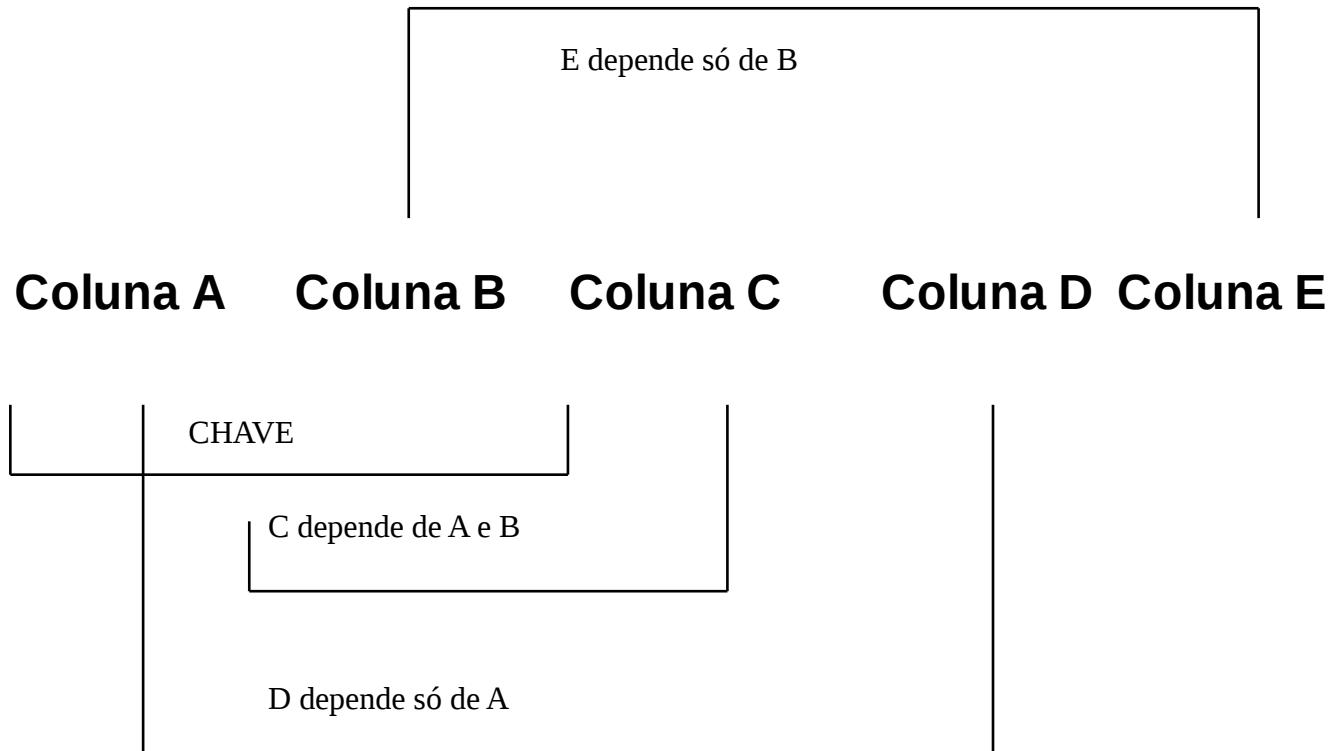 E depende só de B
Coluna A Coluna B Coluna C Coluna D Coluna E
CHAVE
C depende de A e B
D depende só de A